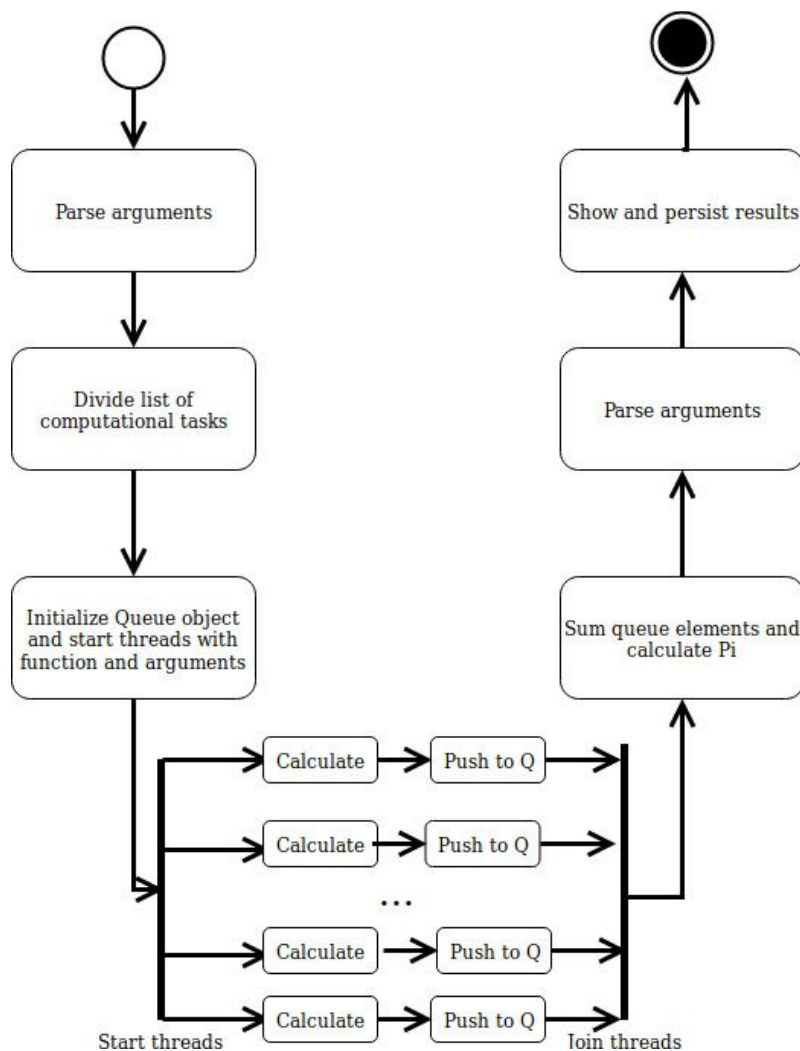 Parse arguments
Divide list of
computational tasks
Initialize Queue object
and start threads with
function and arguments
Calculate
Push to Q
Calculate
Push to Q
...
Calculate
Push to Q
Calculate
Push to Q
Start threads
Join threads
Sum queue elements and
calculate Pi
Parse arguments
Show and persist results